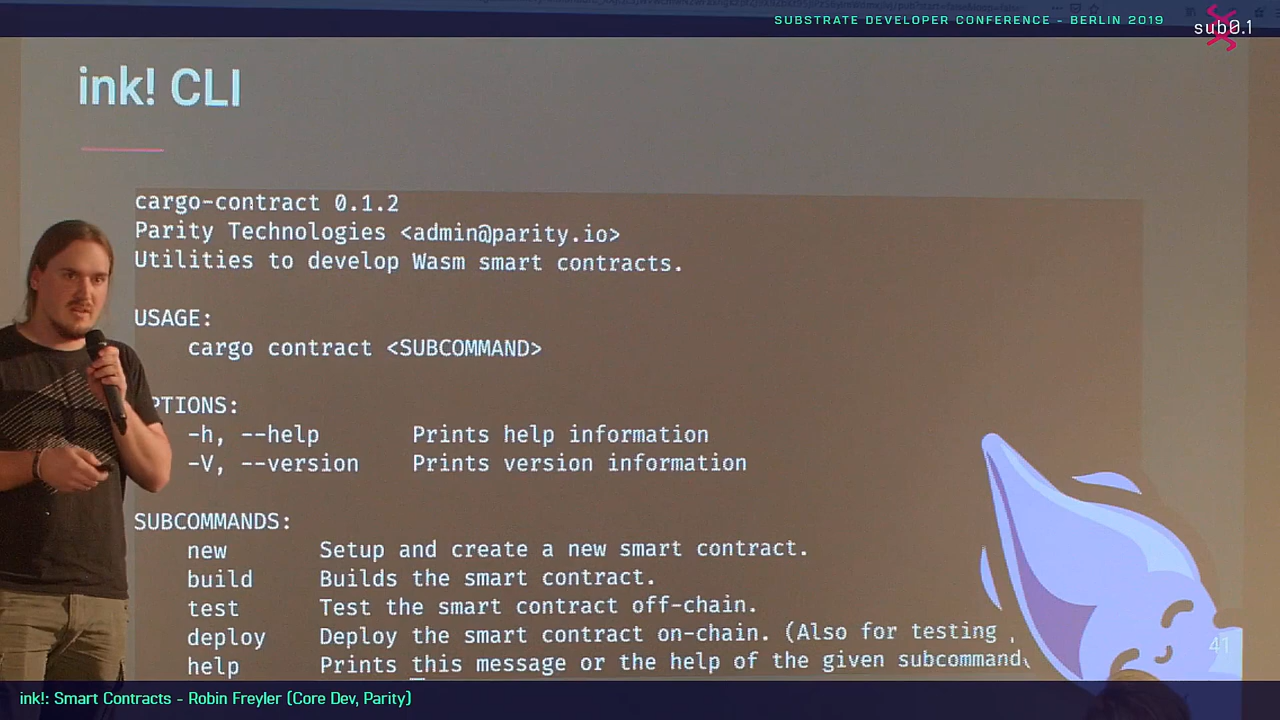 SUBSTRATE DEVELOPER CONFERENCE - BERLIN 2019
sub0.1
ink! CLI
cargo-contract 0.1.2
Parity Technologies <admin@parity.io>
Utilities to develop Wasm smart contracts.
USAGE:
cargo contract <SUBCOMMAND>
PTIONS:
-h, --help Prints help information
-V, --version Prints version information
SUBCOMMANDS:
new Setup and create a new smart contract.
build Builds the smart contract.
test Test the smart contract off-chain.
deploy Deploy the smart contract on-chain. (Also for testing
help Prints this message or the help of the given subcommand
41
ink!: Smart Contracts - Robin Freyler (Core Dev, Parity)